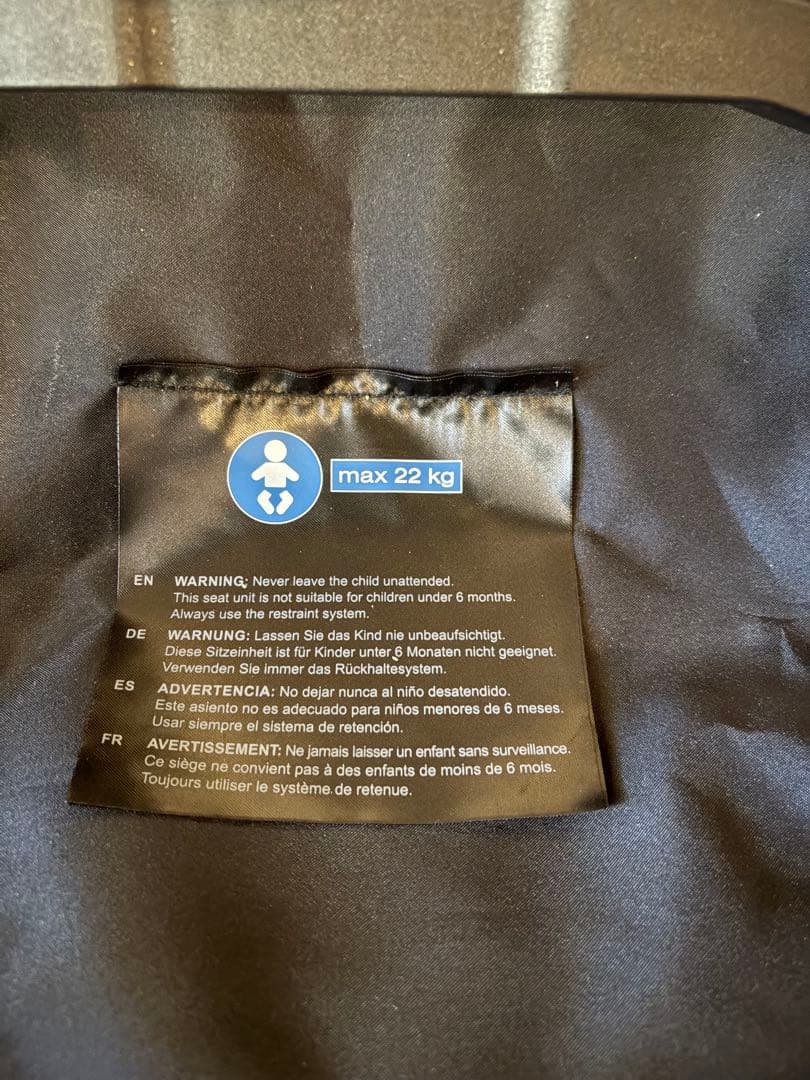 max 22 kg
EN WARNING: Never leave the child unattended.
This seat unit is not suitable for children under 6 months.
Always use the restraint system.
DE WARNUNG: Lassen Sie das Kind nie unbeaufsichtigt.
Diese Sitzeinheit ist für Kinder unter 6 Monaten nicht geeignet.
Verwenden Sie immer das Rückhaltesystem.
ES ADVERTENCIA: No dejar nunca al niño desatendido.
Este asiento no es adecuado para niños menores de 6 meses.
Usar siempre el sistema de retención.
FR AVERTISSEMENT: Ne jamais laisser un enfant sans surveillance.
Ce siège ne convient pas à des enfants de moins de 6 mois.
Toujours utiliser le système de retenue.